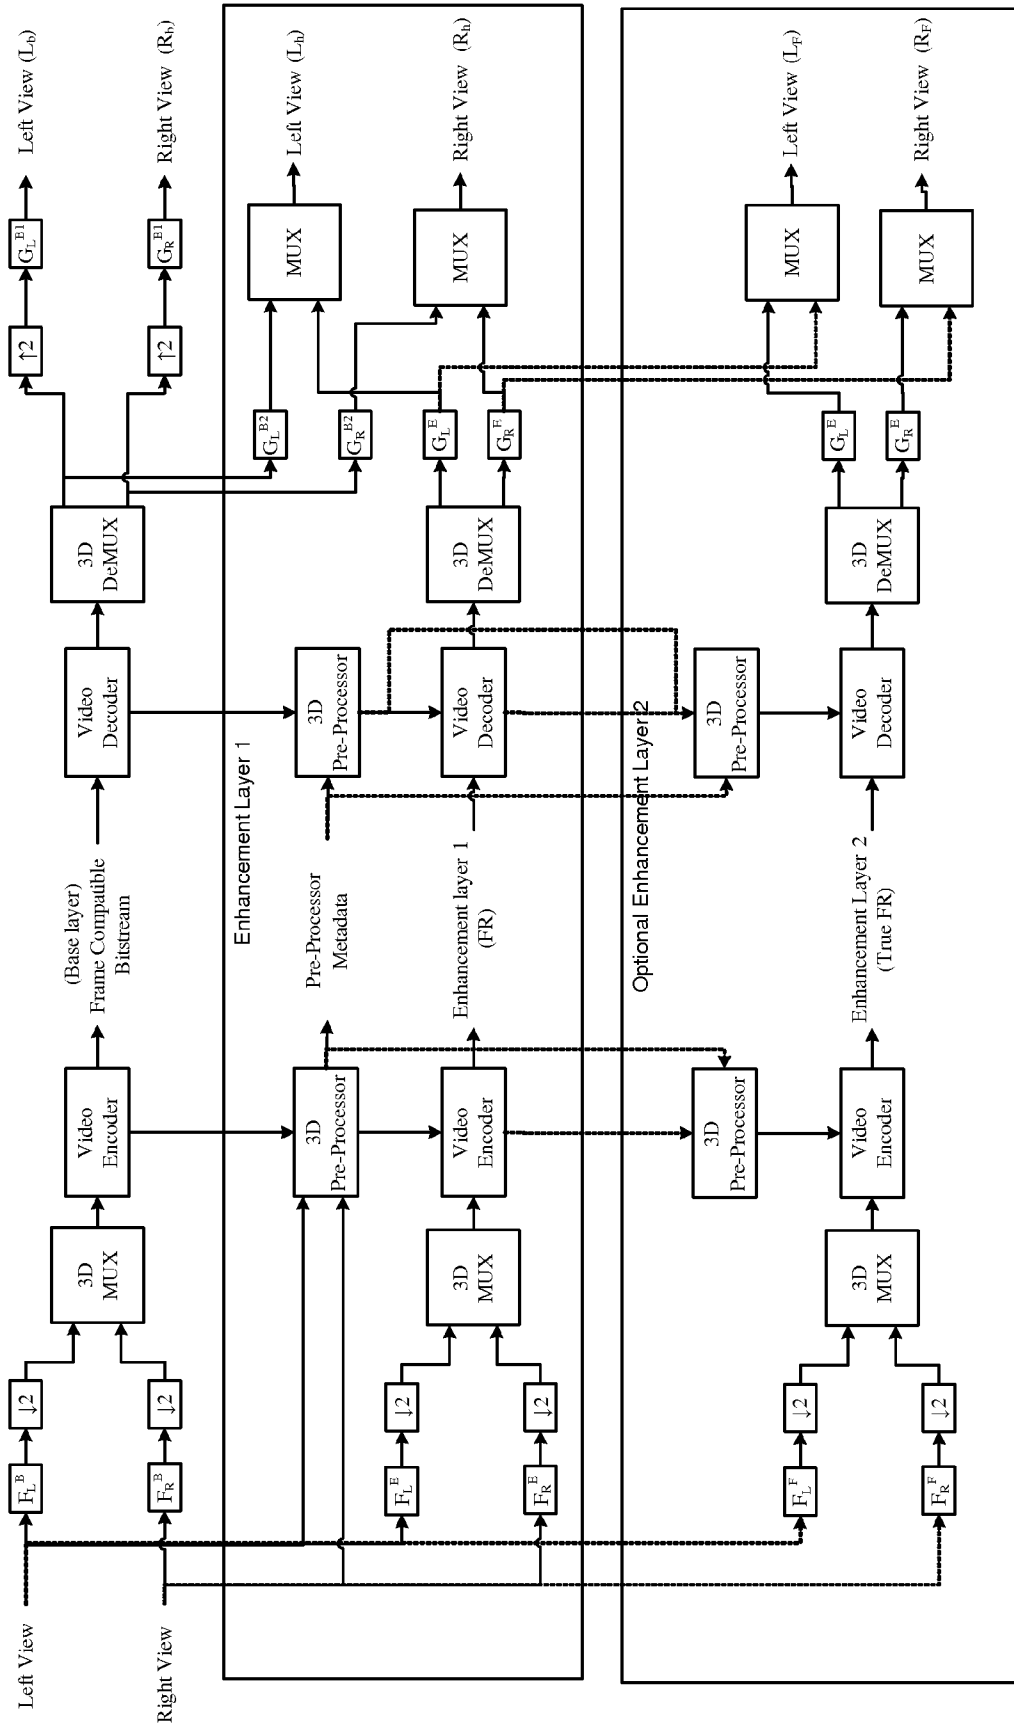 Left View
F_L^B
↓2
Right View
F_R^B
↓2
3D
MUX
Video
Encoder
(Base layer)
Frame Compatible
Bitstream
Video
Decoder
3D
DeMUX
↑2
G_L^B1
Left View (L_b)
↑2
G_R^B1
Right View (R_b)
Enhancement Layer 1
3D
Pre-Processor
Pre-Processor
Metadata
3D
Pre-Processor
G_L^B2
G_R^B2
MUX
Left View (L_h)
F_L^E
↓2
F_R^E
↓2
3D
MUX
Video
Encoder
Enhancement layer 1
(FR)
Video
Decoder
3D
DeMUX
G_L^E
G_R^E
MUX
Right View (R_h)
Optional Enhancement Layer 2
3D
Pre-Processor
3D
Pre-Processor
F_L^F
↓2
F_R^F
↓2
3D
MUX
Video
Encoder
Enhancement Layer 2
(True FR)
Video
Decoder
3D
DeMUX
G_L^E
G_R^E
MUX
Left View (L_F)
MUX
Right View (R_F)